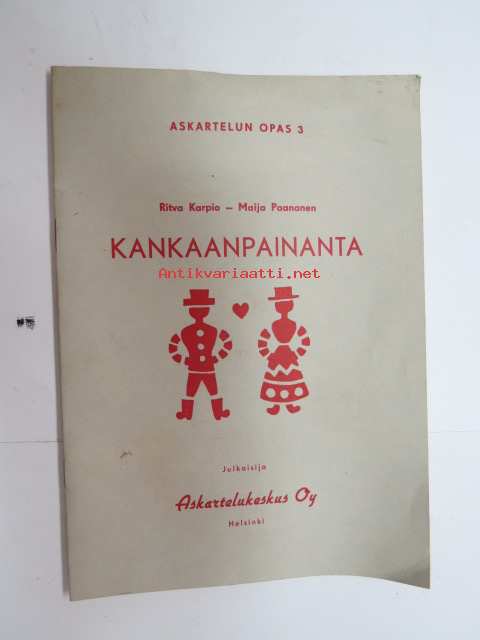 ASKARTELUN OPAS 3
Ritva Karpio — Maija Paananen
KANKAANPAINANTA
Antikvariaatti.net
Julkaisija
Askartelukeskus Oy
Helsinki